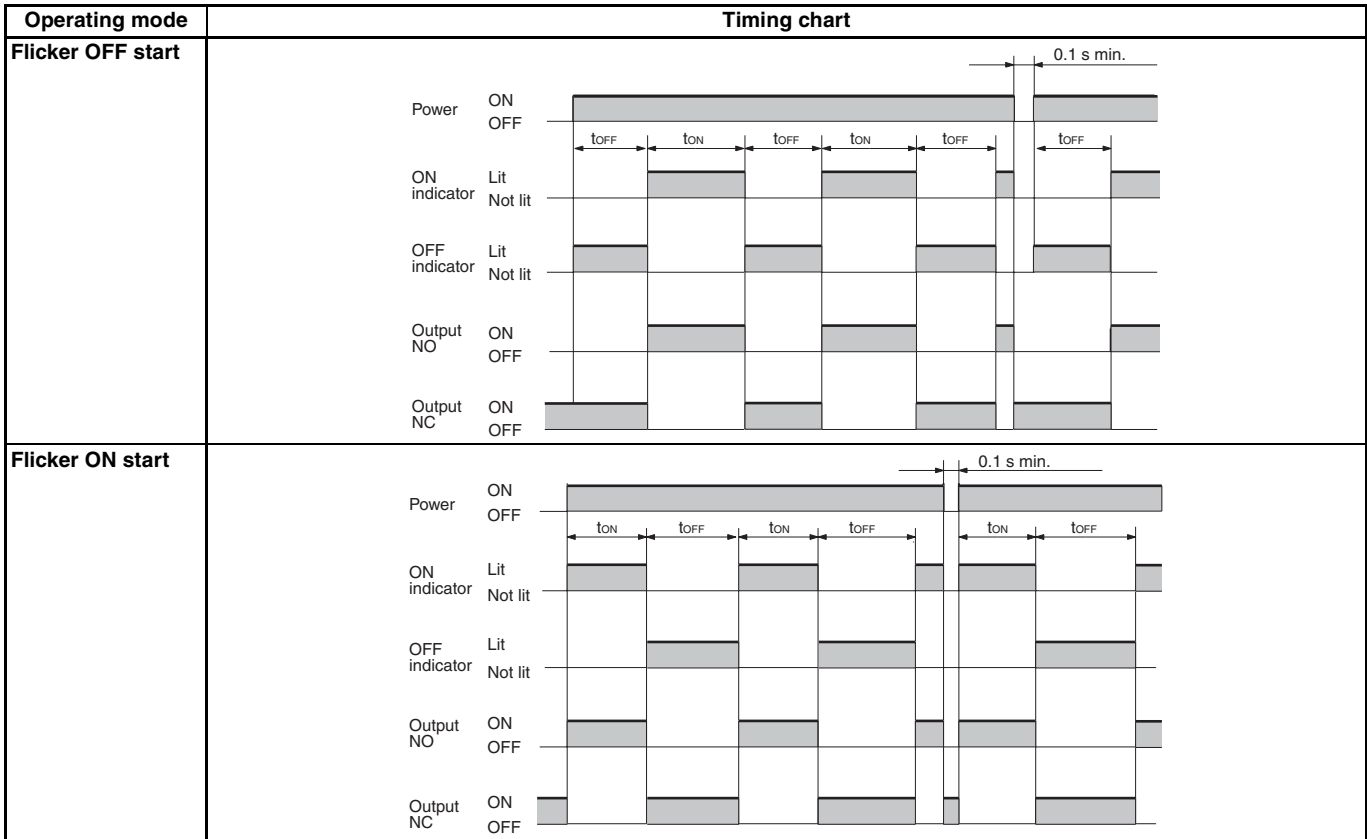 Operating mode Timing chart
Flicker OFF start
0.1 s min.
Power ON
OFF
tOFF tON tOFF tON tOFF tOFF
ON indicator Lit
Not lit
OFF indicator Lit
Not lit
Output NO ON
OFF
Output NC ON
OFF
Flicker ON start
0.1 s min.
Power ON
OFF
tON tOFF tON tOFF tON tOFF
ON indicator Lit
Not lit
OFF indicator Lit
Not lit
Output NO ON
OFF
Output NC ON
OFF